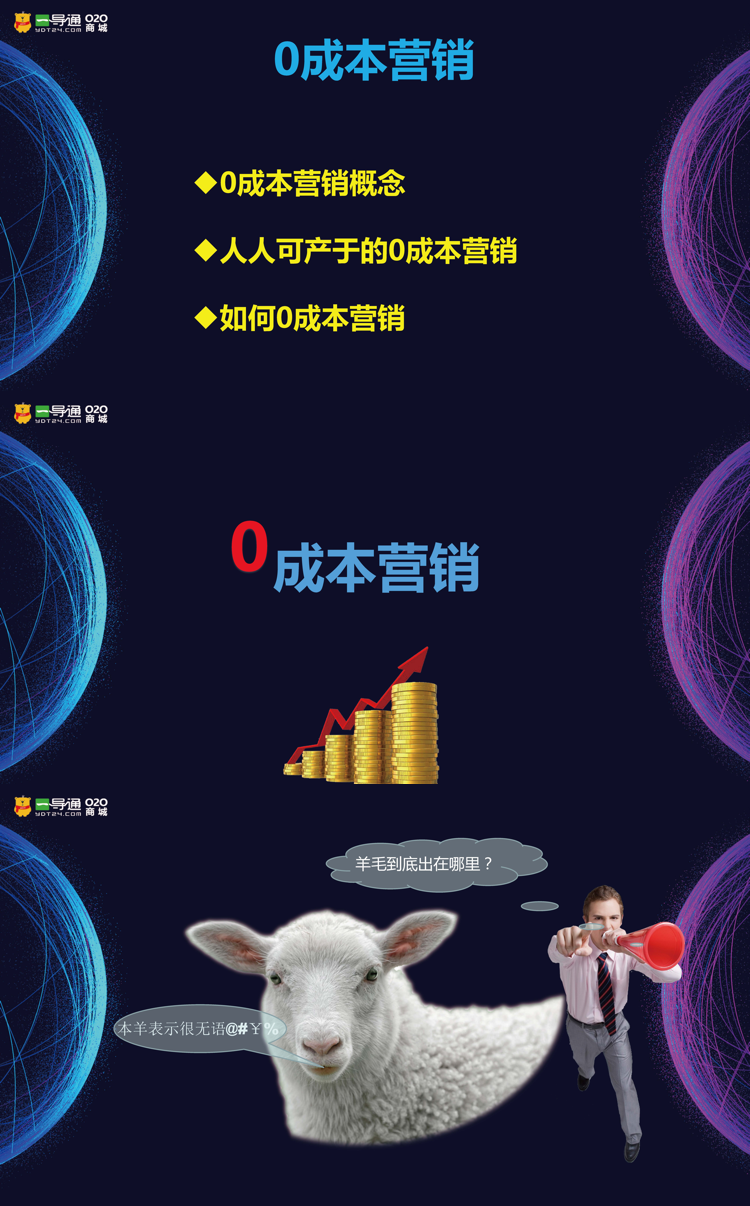 一导通 O2O
YDT24.COM 商城
0成本营销
◆0成本营销概念
◆人人可产于的0成本营销
◆如何0成本营销
一导通 O2O
YDT24.COM 商城
0成本营销
一导通 O2O
YDT24.COM 商城
羊毛到底出在哪里？
本羊表示很无语@#￥%